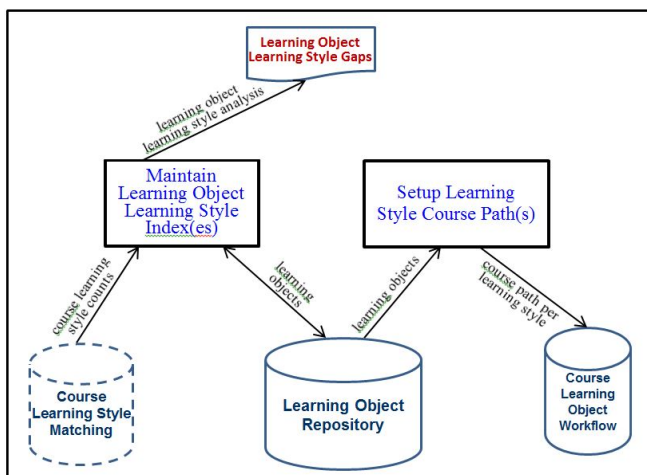 Learning Object
Learning Style Gaps
learning object
learning style analysis
Maintain
Learning Object
Learning Style
Index(es)
Setup Learning
Style Course Path(s)
course learning
style counts
learning
objects
learning objects
course path per
learning style
Course
Learning Style
Matching
Learning Object
Repository
Course
Learning
Object
Workflow